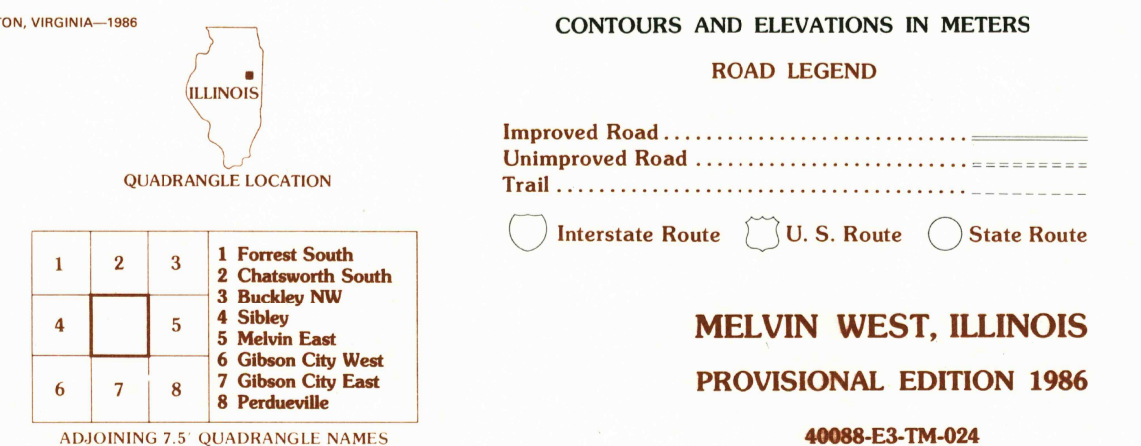 TON, VIRGINIA—1986
ILLINOIS
QUADRANGLE LOCATION
1 2 3
4 5
6 7 8
1 Forrest South
2 Chatsworth South
3 Buckley NW
4 Sibley
5 Melvin East
6 Gibson City West
7 Gibson City East
8 Perdueville
ADJOINING 7.5' QUADRANGLE NAMES
CONTOURS AND ELEVATIONS IN METERS
ROAD LEGEND
Improved Road
Unimproved Road
Trail
Interstate Route U. S. Route State Route
MELVIN WEST, ILLINOIS
PROVISIONAL EDITION 1986
40088-E3-TM-024